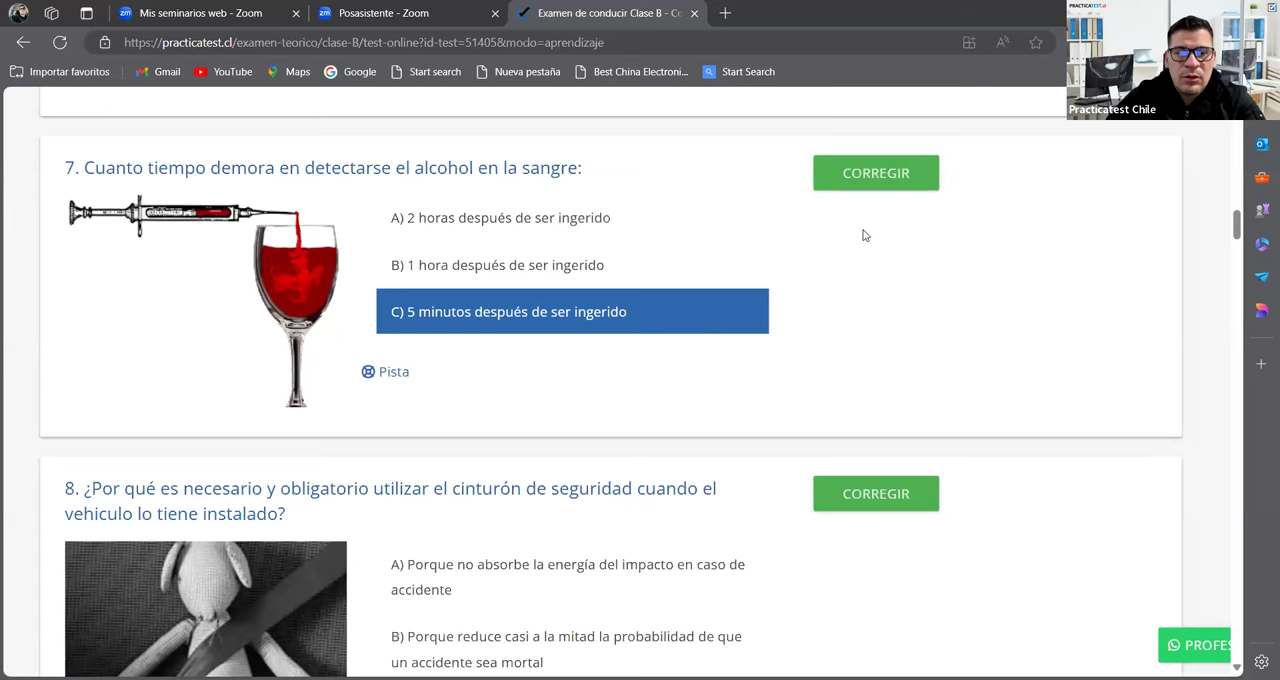 Mis seminarios web - Zoom
Posasistente - Zoom
Examen de conducir Clase B - Co
https://practicatest.cl/examen-teorico/clase-B/test-online?id-test=51405&modo=aprendizaje
Importar favoritos
Gmail
YouTube
Maps
Google
Start search
Nueva pestaña
Best China Electroni...
Start Search
PRACTICATEST.cl
Practicatest Chile
7. Cuanto tiempo demora en detectarse el alcohol en la sangre:
CORREGIR
A) 2 horas después de ser ingerido
B) 1 hora después de ser ingerido
C) 5 minutos después de ser ingerido
Pista
8. ¿Por qué es necesario y obligatorio utilizar el cinturón de seguridad cuando el
vehiculo lo tiene instalado?
CORREGIR
A) Porque no absorbe la energía del impacto en caso de
accidente
B) Porque reduce casi a la mitad la probabilidad de que
un accidente sea mortal
PROFES